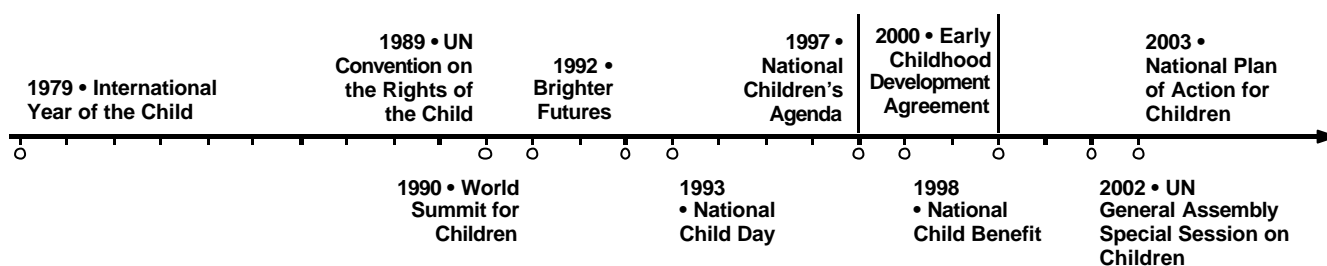 1979 • International
Year of the Child
1989 • UN
Convention on
the Rights of
the Child
1990 • World
Summit for
Children
1992 •
Brighter
Futures
1993
• National
Child Day
1997 •
National
Children's
Agenda
1998
• National
Child Benefit
2000 • Early
Childhood
Development
Agreement
2002 • UN
General Assembly
Special Session on
Children
2003 •
National Plan
of Action for
Children